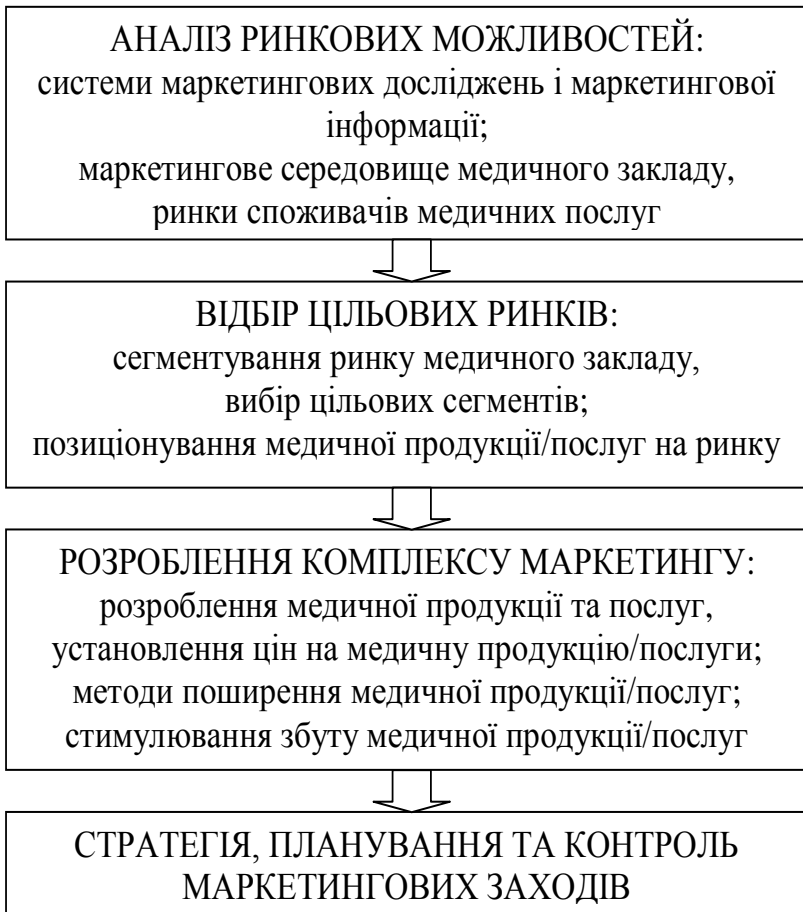 АНАЛІЗ РИНКОВИХ МОЖЛИВОСТЕЙ:
системи маркетингових досліджень і маркетингової
інформації;
маркетингове середовище медичного закладу,
ринки споживачів медичних послуг
ВІДБІР ЦІЛЬОВИХ РИНКІВ:
сегментування ринку медичного закладу,
вибір цільових сегментів;
позиціонування медичної продукції/послуг на ринку
РОЗРОБЛЕННЯ КОМПЛЕКСУ МАРКЕТИНГУ:
розроблення медичної продукції та послуг,
установлення цін на медичну продукцію/послуги;
методи поширення медичної продукції/послуг;
стимулювання збуту медичної продукції/послуг
СТРАТЕГІЯ, ПЛАНУВАННЯ ТА КОНТРОЛЬ
МАРКЕТИНГОВИХ ЗАХОДІВ